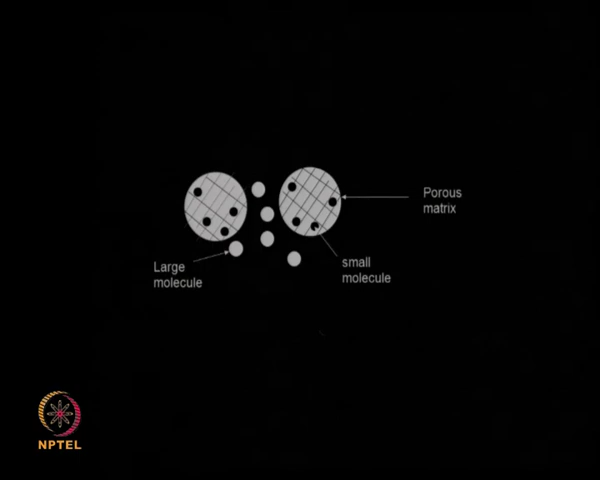 Porous
matrix
Large
molecule
small
molecule
NPTEL